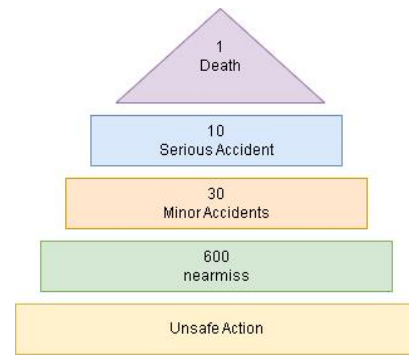 1
Death
10
Serious Accident
30
Minor Accidents
600
nearmiss
Unsafe Action